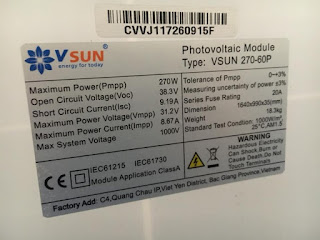 CVVJ117260915F
VSUN
energy for today
Photovoltaic Module
Type: VSUN 270-60P
Maximum Power(Pmpp) 270W
Open Circuit Voltage(Voc) 38.3V
Short Circuit Current(Isc) 9.19A
Maximum Power Voltage(Vmpp) 31.2V
Maximum Power Current(Impp) 8.67A
Max System Voltage 1000V
Tolerance of Pmpp 0~+3%
Measuring uncertainty of power ±3%
Series Fuse Rating 20A
Dimension 1640x990x35(mm)
Weight 18.3kg
Standard Test Condition: 1000W/m²
25°C,AM1.5
IEC61215 IEC61730
Module Application ClassA
WARNING
Hazardous Electricity
Can Shock, Burn or
Cause Death.Do Not
Touch Terminals.
Factory Add: C4,Quang Chau IP,Viet Yen District, Bac Giang Province,Vietnam